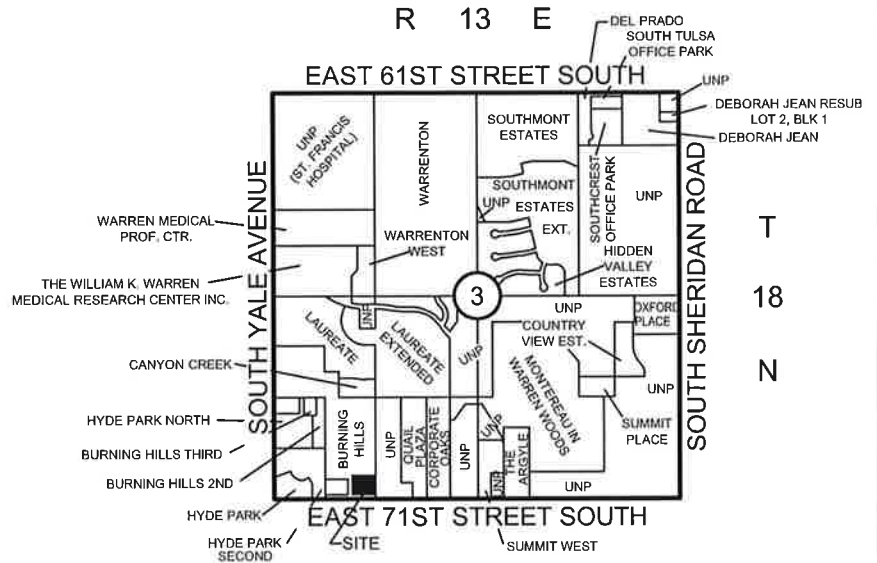 R 13 E
DEL PRADO
SOUTH TULSA
OFFICE PARK
EAST 61ST STREET SOUTH
UNP
DEBORAH JEAN RESUB
LOT 2, BLK 1
DEBORAH JEAN
UNP
(ST. FRANCIS
HOSPITAL)
WARRENTON
SOUTHMONT
ESTATES
SOUTHMONT
ESTATES
EXT.
UNP
SOUTHCREST
OFFICE PARK
UNP
SOUTH YALE AVENUE
SOUTH SHERIDAN ROAD
T
18
N
WARREN MEDICAL
PROF. CTR.
WARRENTON
WEST
HIDDEN
VALLEY
ESTATES
THE WILLIAM K. WARREN
MEDICAL RESEARCH CENTER INC.
3
UNP
OXFORD
PLACE
UNP
LAUREATE
LAUREATE
EXTENDED
UNP
COUNTRY
VIEW EST.
CANYON CREEK
UNP
MONTEREAU IN
WARREN WOODS
HYDE PARK NORTH
SUMMIT
PLACE
BURNING HILLS THIRD
BURNING
HILLS
UNP
QUAIL
PLAZA
CORPORATE
OAKS
UNP
UNP
THE
ARGYLE
UNP
BURNING HILLS 2ND
UNP
HYDE PARK
EAST 71ST STREET SOUTH
HYDE PARK
SECOND
SITE
SUMMIT WEST